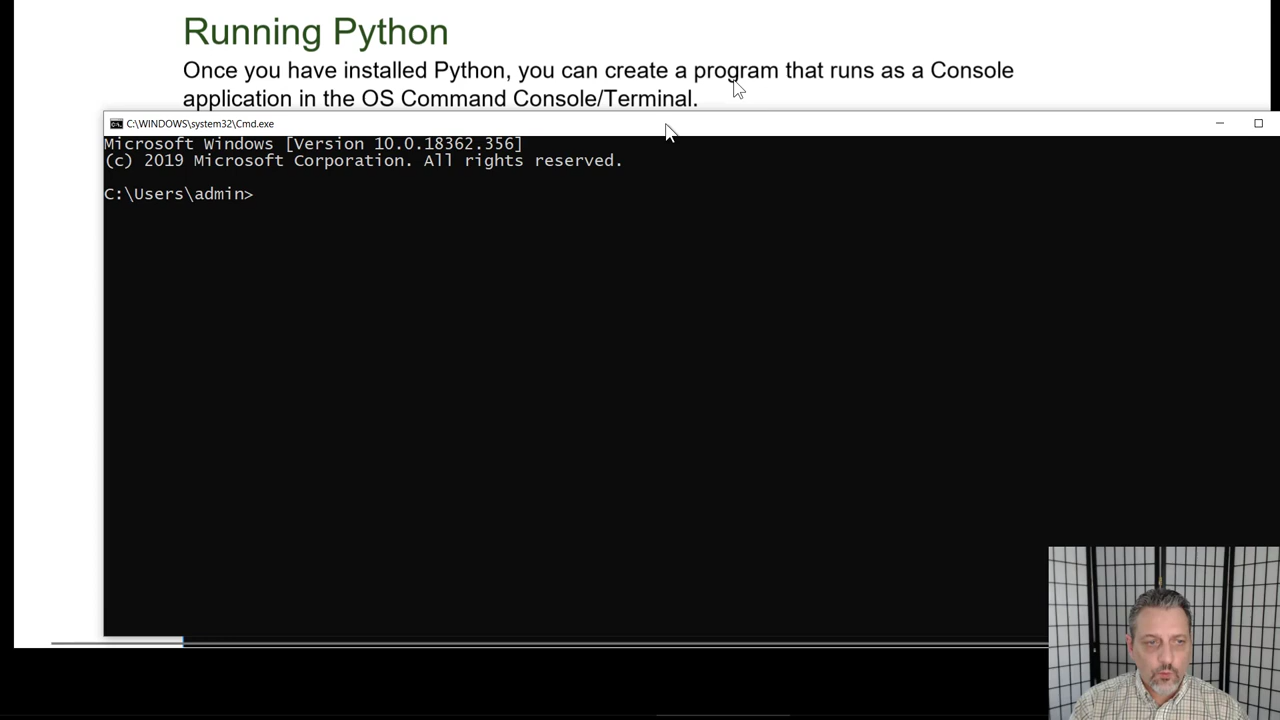 Running Python
Once you have installed Python, you can create a program that runs as a Console
application in the OS Command Console/Terminal.
C:\WINDOWS\system32\Cmd.exe
Microsoft Windows [Version 10.0.18362.356]
(c) 2019 Microsoft Corporation. All rights reserved.
C:\Users\admin>